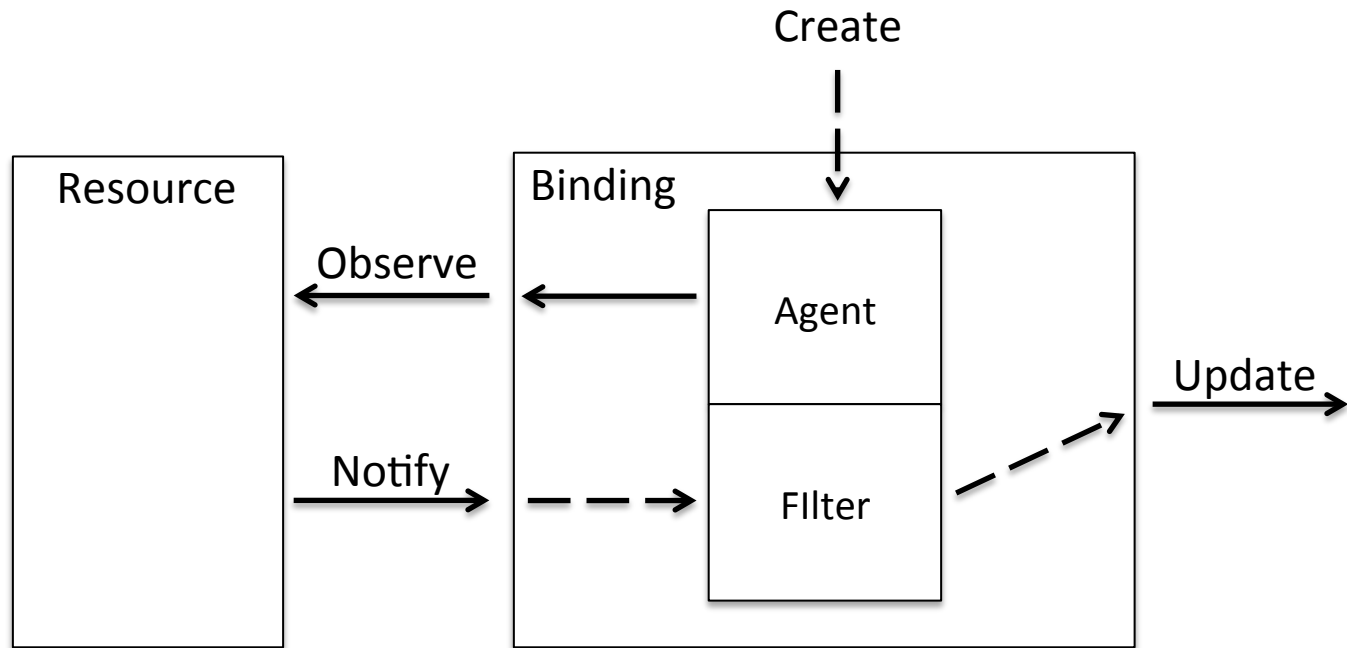 Create
Resource
Binding
Observe
Agent
Update
Notify
FIlter